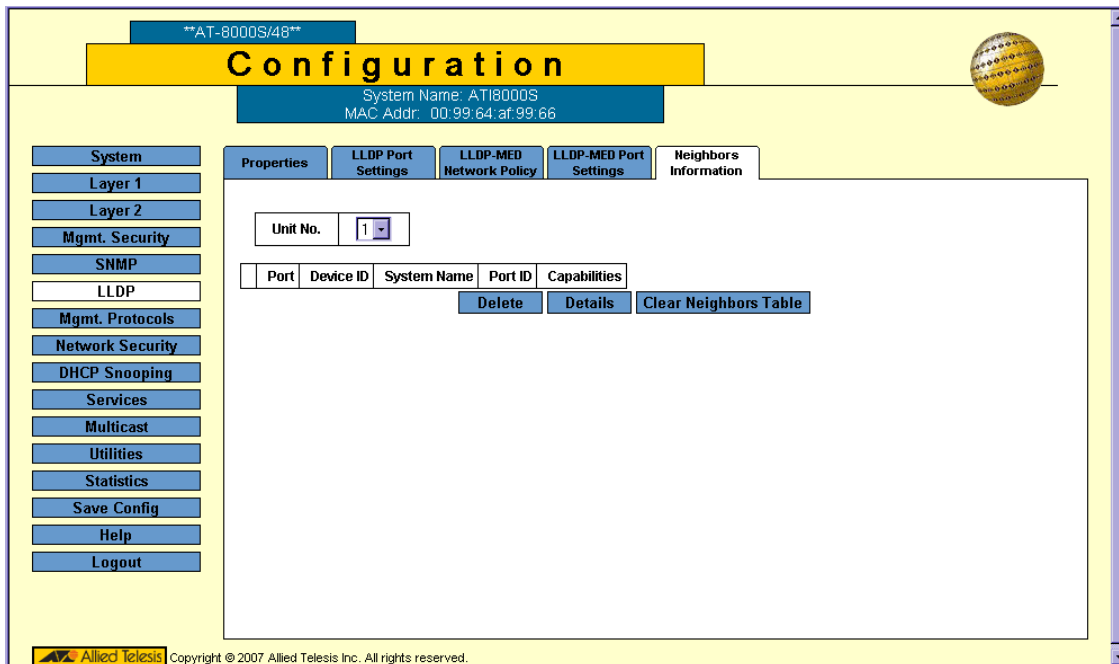 **AT-8000S/48**
Configuration
System Name: ATI8000S
MAC Addr: 00:99:64:af:99:66
System
Layer 1
Layer 2
Mgmt. Security
SNMP
LLDP
Mgmt. Protocols
Network Security
DHCP Snooping
Services
Multicast
Utilities
Statistics
Save Config
Help
Logout
Properties
LLDP Port
Settings
LLDP-MED
Network Policy
LLDP-MED Port
Settings
Neighbors
Information
Unit No. 1
Port Device ID System Name Port ID Capabilities
Delete Details Clear Neighbors Table
Allied Telesis Copyright © 2007 Allied Telesis Inc. All rights reserved.